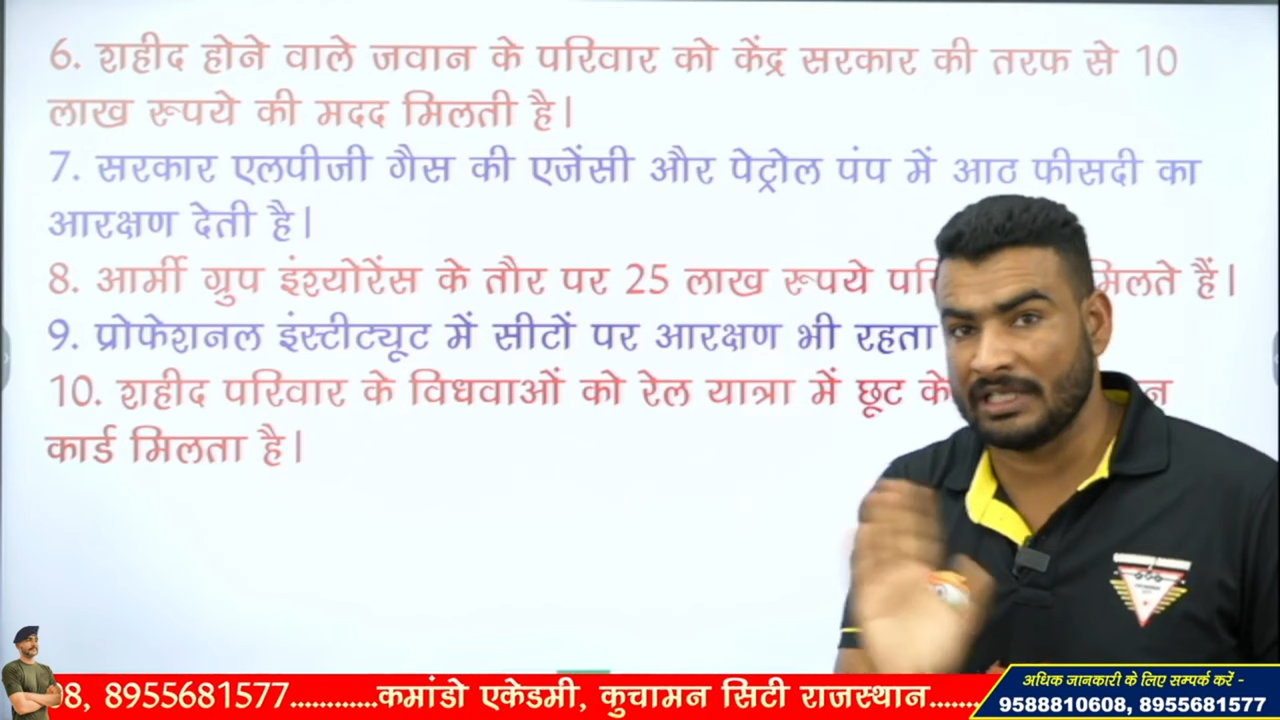 6. शहीद होने वाले जवान के परिवार को केंद्र सरकार की तरफ से 10
लाख रूपये की मदद मिलती है।
7. सरकार एलपीजी गैस की एजेंसी और पेट्रोल पंप में आठ फीसदी का
आरक्षण देती है।
8. आर्मी ग्रुप इंश्योरेंस के तौर पर 25 लाख रूपये मिलते हैं।
9. प्रोफेशनल इंस्टीट्यूट में सीटों पर आरक्षण भी रहता
10. शहीद परिवार के विधवाओं को रेल यात्रा में छूट के
कार्ड मिलता है।
8, 8955681577............कमांडो एकेडमी, कुचामन सिटी राजस्थान.......
अधिक जानकारी के लिए सम्पर्क करें -
9588810608, 8955681577